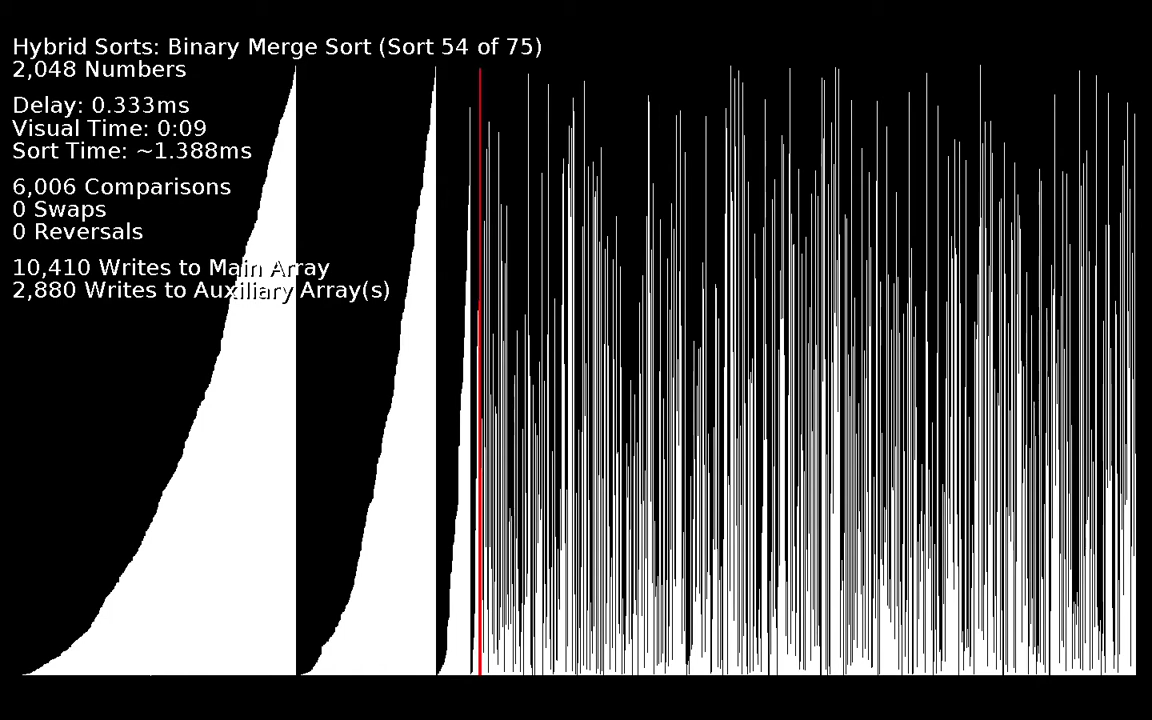 Hybrid Sorts: Binary Merge Sort (Sort 54 of 75)
2,048 Numbers
Delay: 0.333ms
Visual Time: 0:09
Sort Time: ~1.388ms
6,006 Comparisons
0 Swaps
0 Reversals
10,410 Writes to Main Array
2,880 Writes to Auxiliary Array(s)